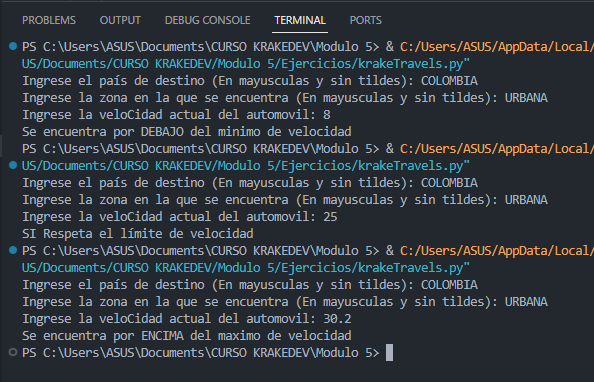 PROBLEMS OUTPUT DEBUG CONSOLE TERMINAL PORTS
PS C:\Users\ASUS\Documents\CURSO KRAKEDEV\Modulo 5> & C:/Users/ASUS/AppData/Local/
US/Documents/CURSO KRAKEDEV/Modulo 5/Ejercicios/krakeTravels.py"
Ingrese el país de destino (En mayusculas y sin tildes): COLOMBIA
Ingrese la zona en la que se encuentra (En mayusculas y sin tildes): URBANA
Ingrese la veloCidad actual del automovil: 8
Se encuentra por DEBAJO del minimo de velocidad
PS C:\Users\ASUS\Documents\CURSO KRAKEDEV\Modulo 5> & C:/Users/ASUS/AppData/Local/
US/Documents/CURSO KRAKEDEV/Modulo 5/Ejercicios/krakeTravels.py"
Ingrese el país de destino (En mayusculas y sin tildes): COLOMBIA
Ingrese la zona en la que se encuentra (En mayusculas y sin tildes): URBANA
Ingrese la veloCidad actual del automovil: 25
SI Respeta el límite de velocidad
PS C:\Users\ASUS\Documents\CURSO KRAKEDEV\Modulo 5> & C:/Users/ASUS/AppData/Local/
US/Documents/CURSO KRAKEDEV/Modulo 5/Ejercicios/krakeTravels.py"
Ingrese el país de destino (En mayusculas y sin tildes): COLOMBIA
Ingrese la zona en la que se encuentra (En mayusculas y sin tildes): URBANA
Ingrese la veloCidad actual del automovil: 30.2
Se encuentra por ENCIMA del maximo de velocidad
PS C:\Users\ASUS\Documents\CURSO KRAKEDEV\Modulo 5>